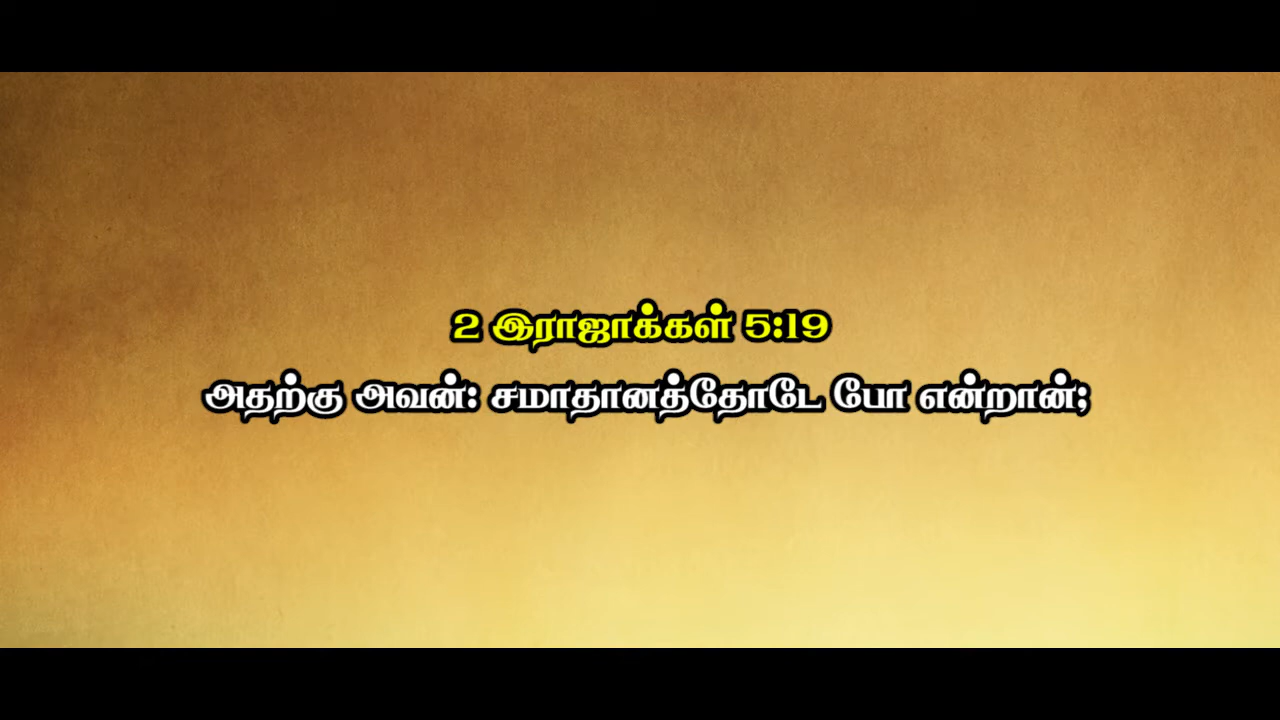 2 இராஜாக்கள் 5:19
அதற்கு அவன்: சமாதானத்தோடே போ என்றான்;